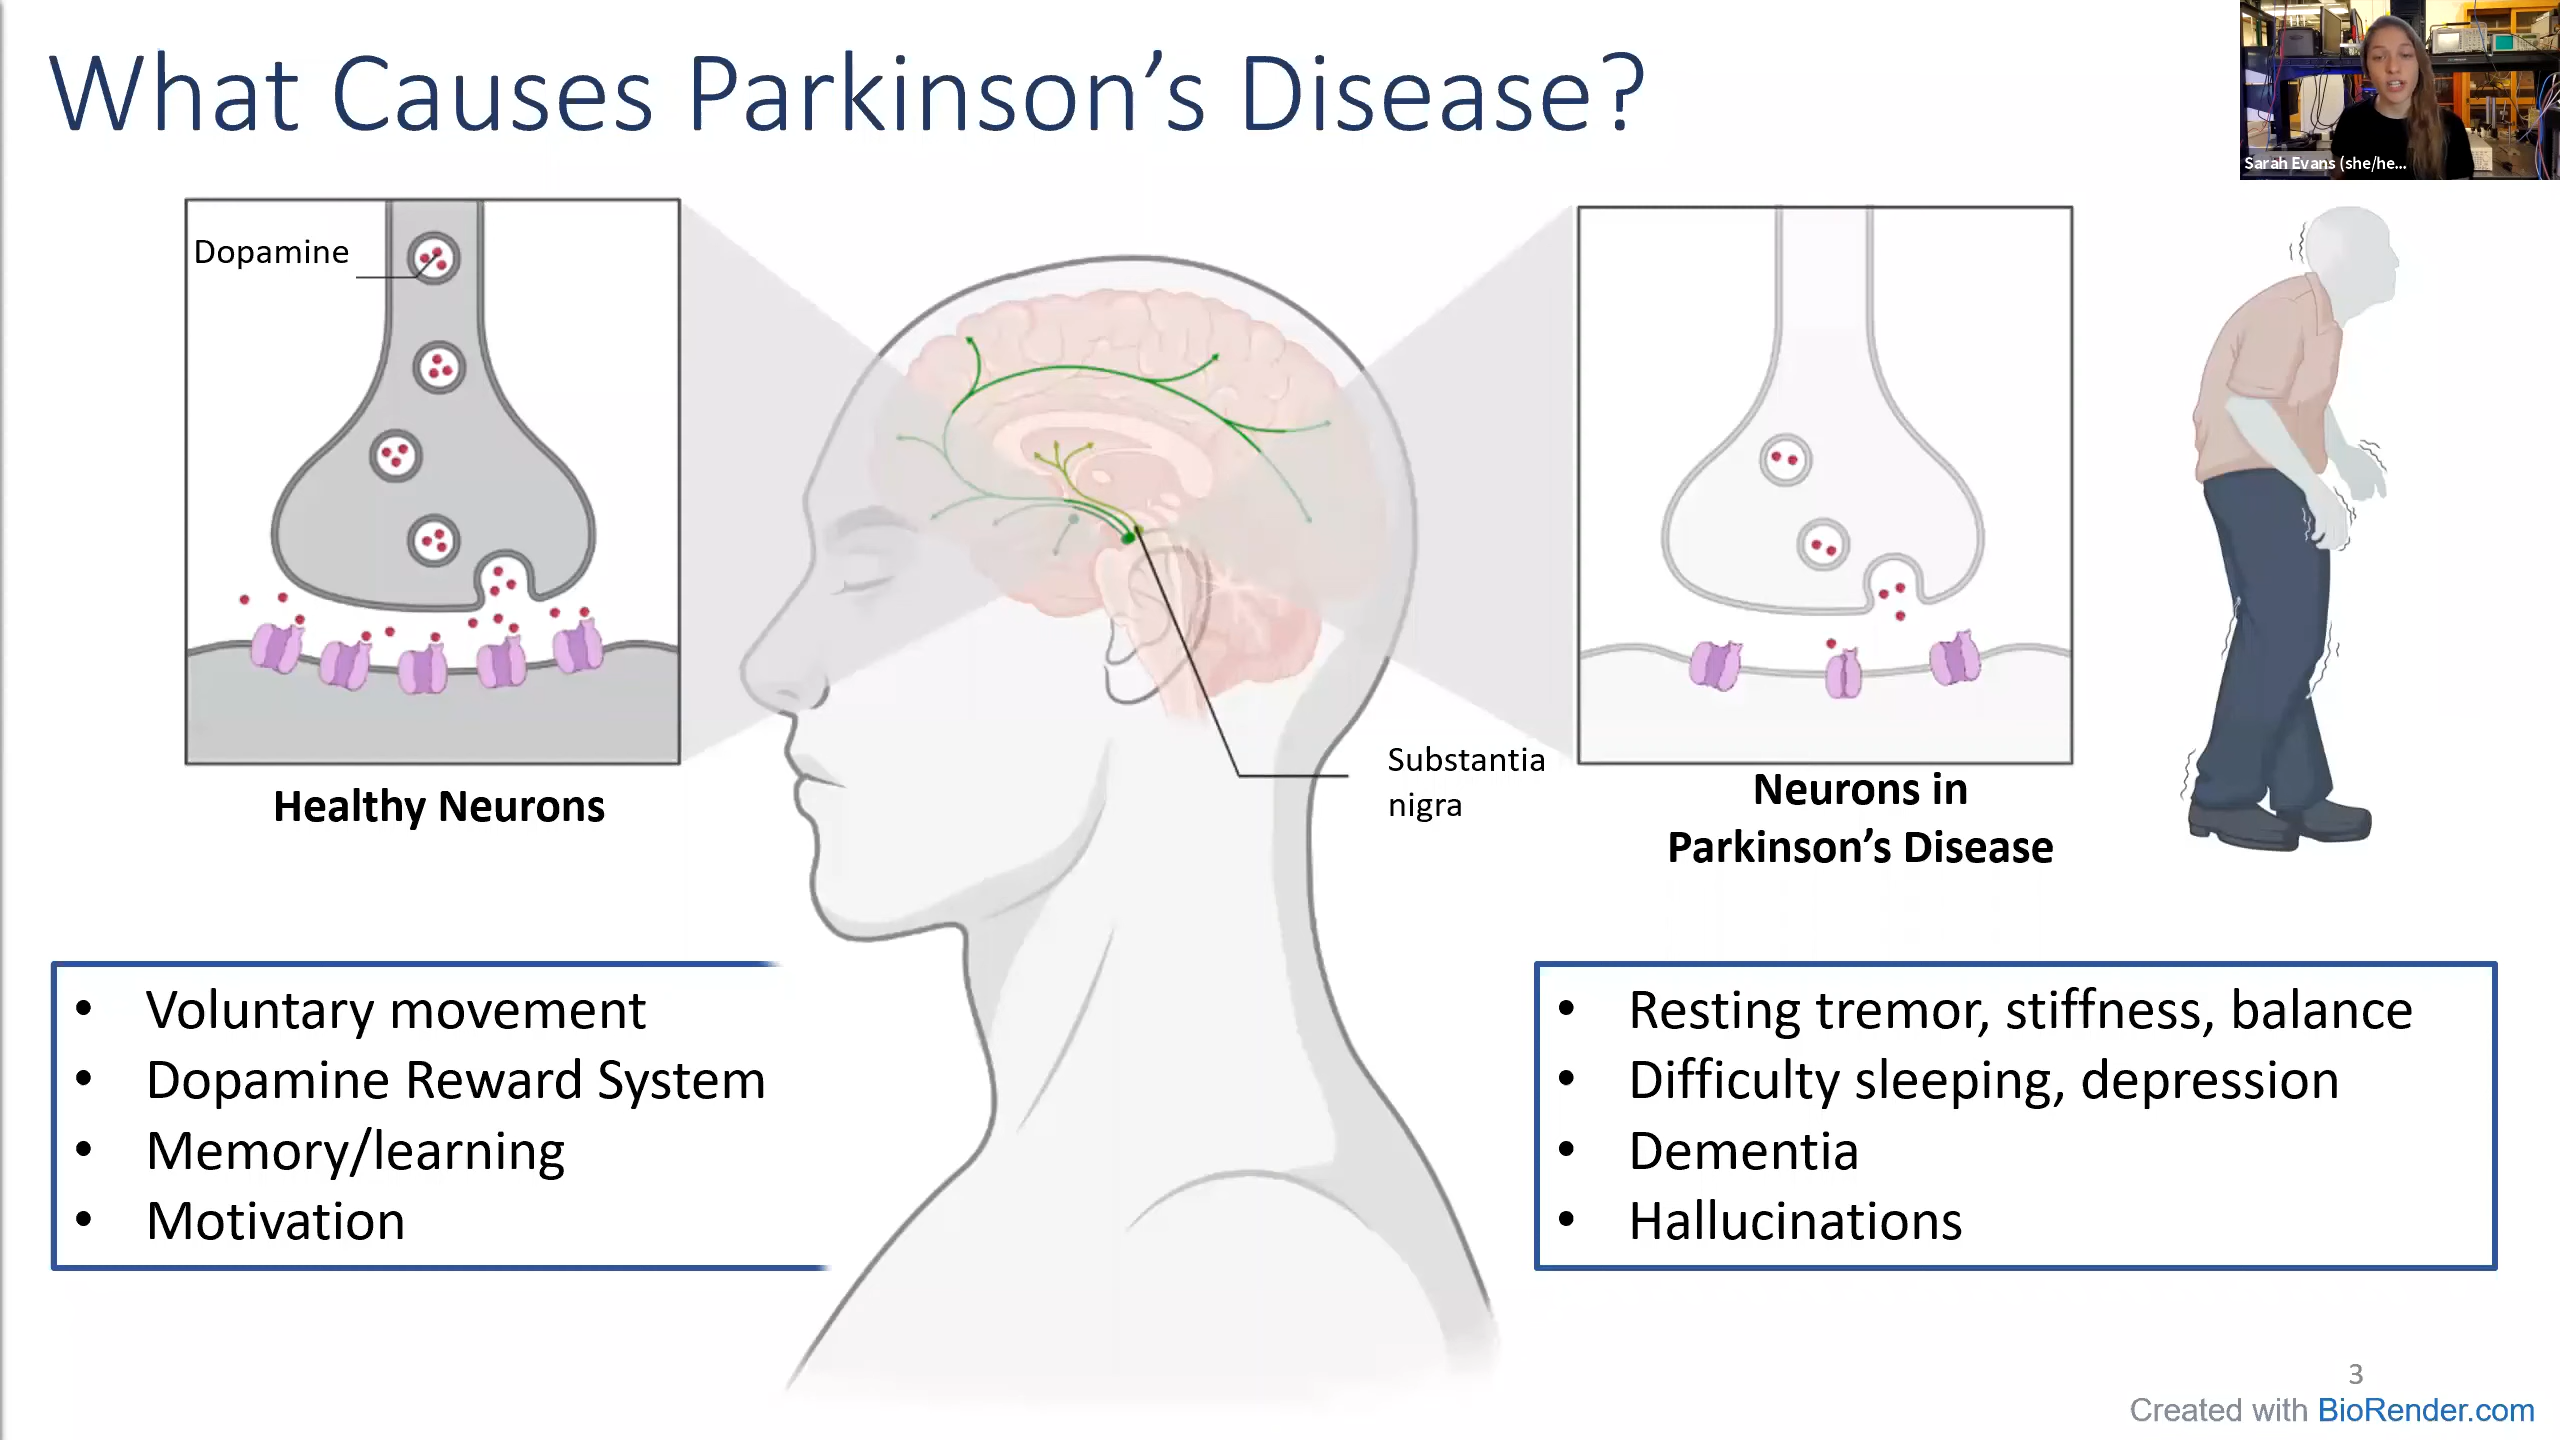 What Causes Parkinson’s Disease?
Sarah Evans (she/he...
Dopamine
Substantia
nigra
Healthy Neurons
Neurons in
Parkinson’s Disease
• Voluntary movement
• Dopamine Reward System
• Memory/learning
• Motivation
• Resting tremor, stiffness, balance
• Difficulty sleeping, depression
• Dementia
• Hallucinations
3
Created with BioRender.com